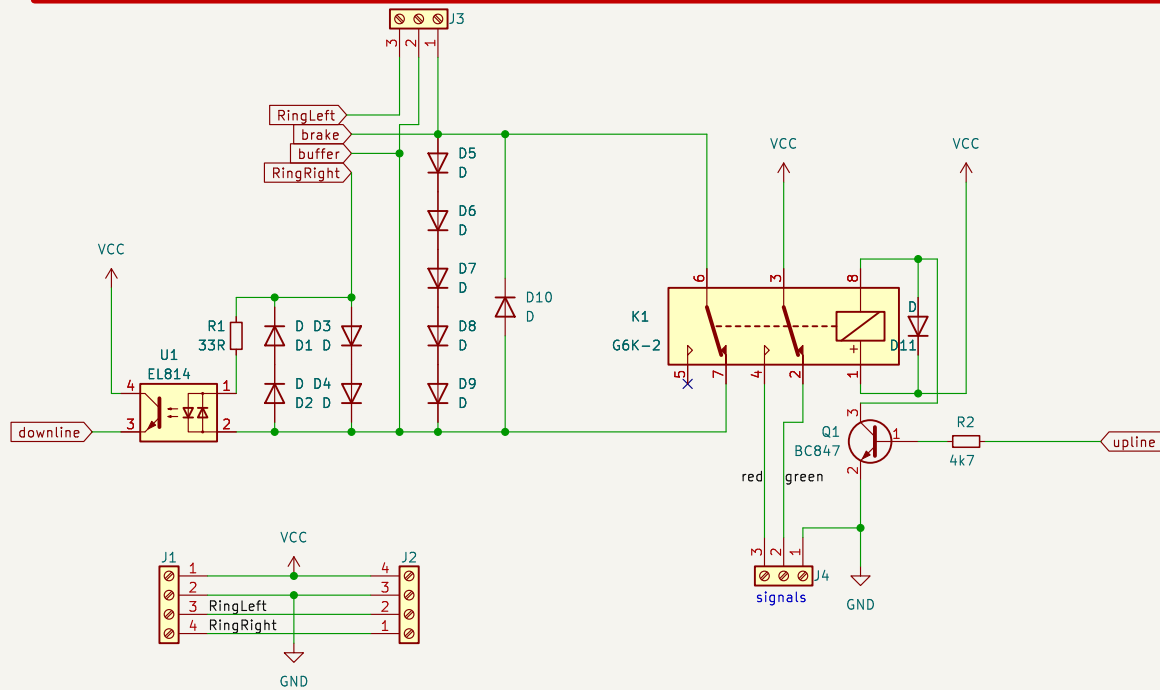 J3
3 2 1
RingLeft
brake
buffer
RingRight
D5
D
D6
D
D7
D
D8
D
D9
D
D10
D
VCC
VCC
VCC
R1
33R
D
D1
D3
D
D
D2
D4
D
U1
EL814
4
3
1
2
downline
K1
G6K-2
6
3
8
5
7
4
2
+
1
D
D11
Q1
BC847
3
1
2
R2
4k7
upline
red
green
3 2 1
J4
signals
GND
VCC
J1
J2
1
2
3
4
RingLeft
RingRight
4
3
2
1
GND